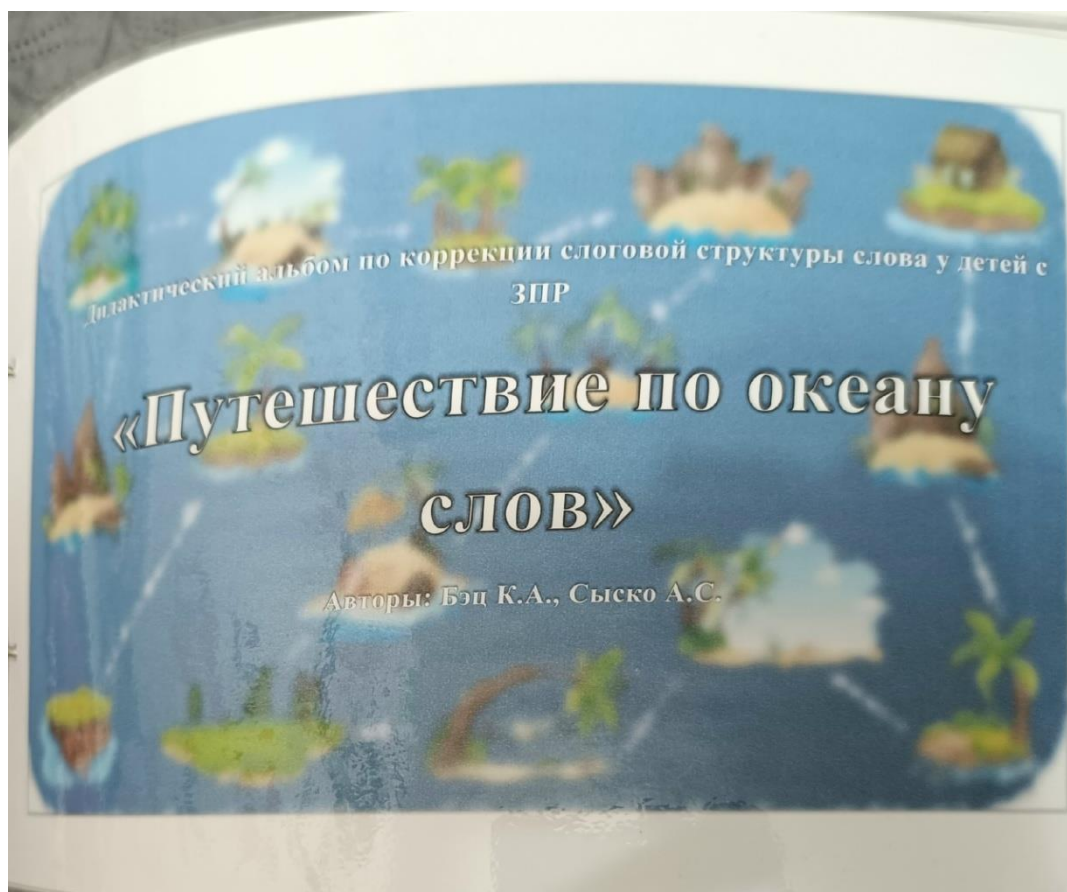 Дидактический альбом по коррекции слоговой структуры слова у детей с
ЗПР
«Путешествие по океану
слов»
Авторы: Бэц К.А., Сыско А.С.